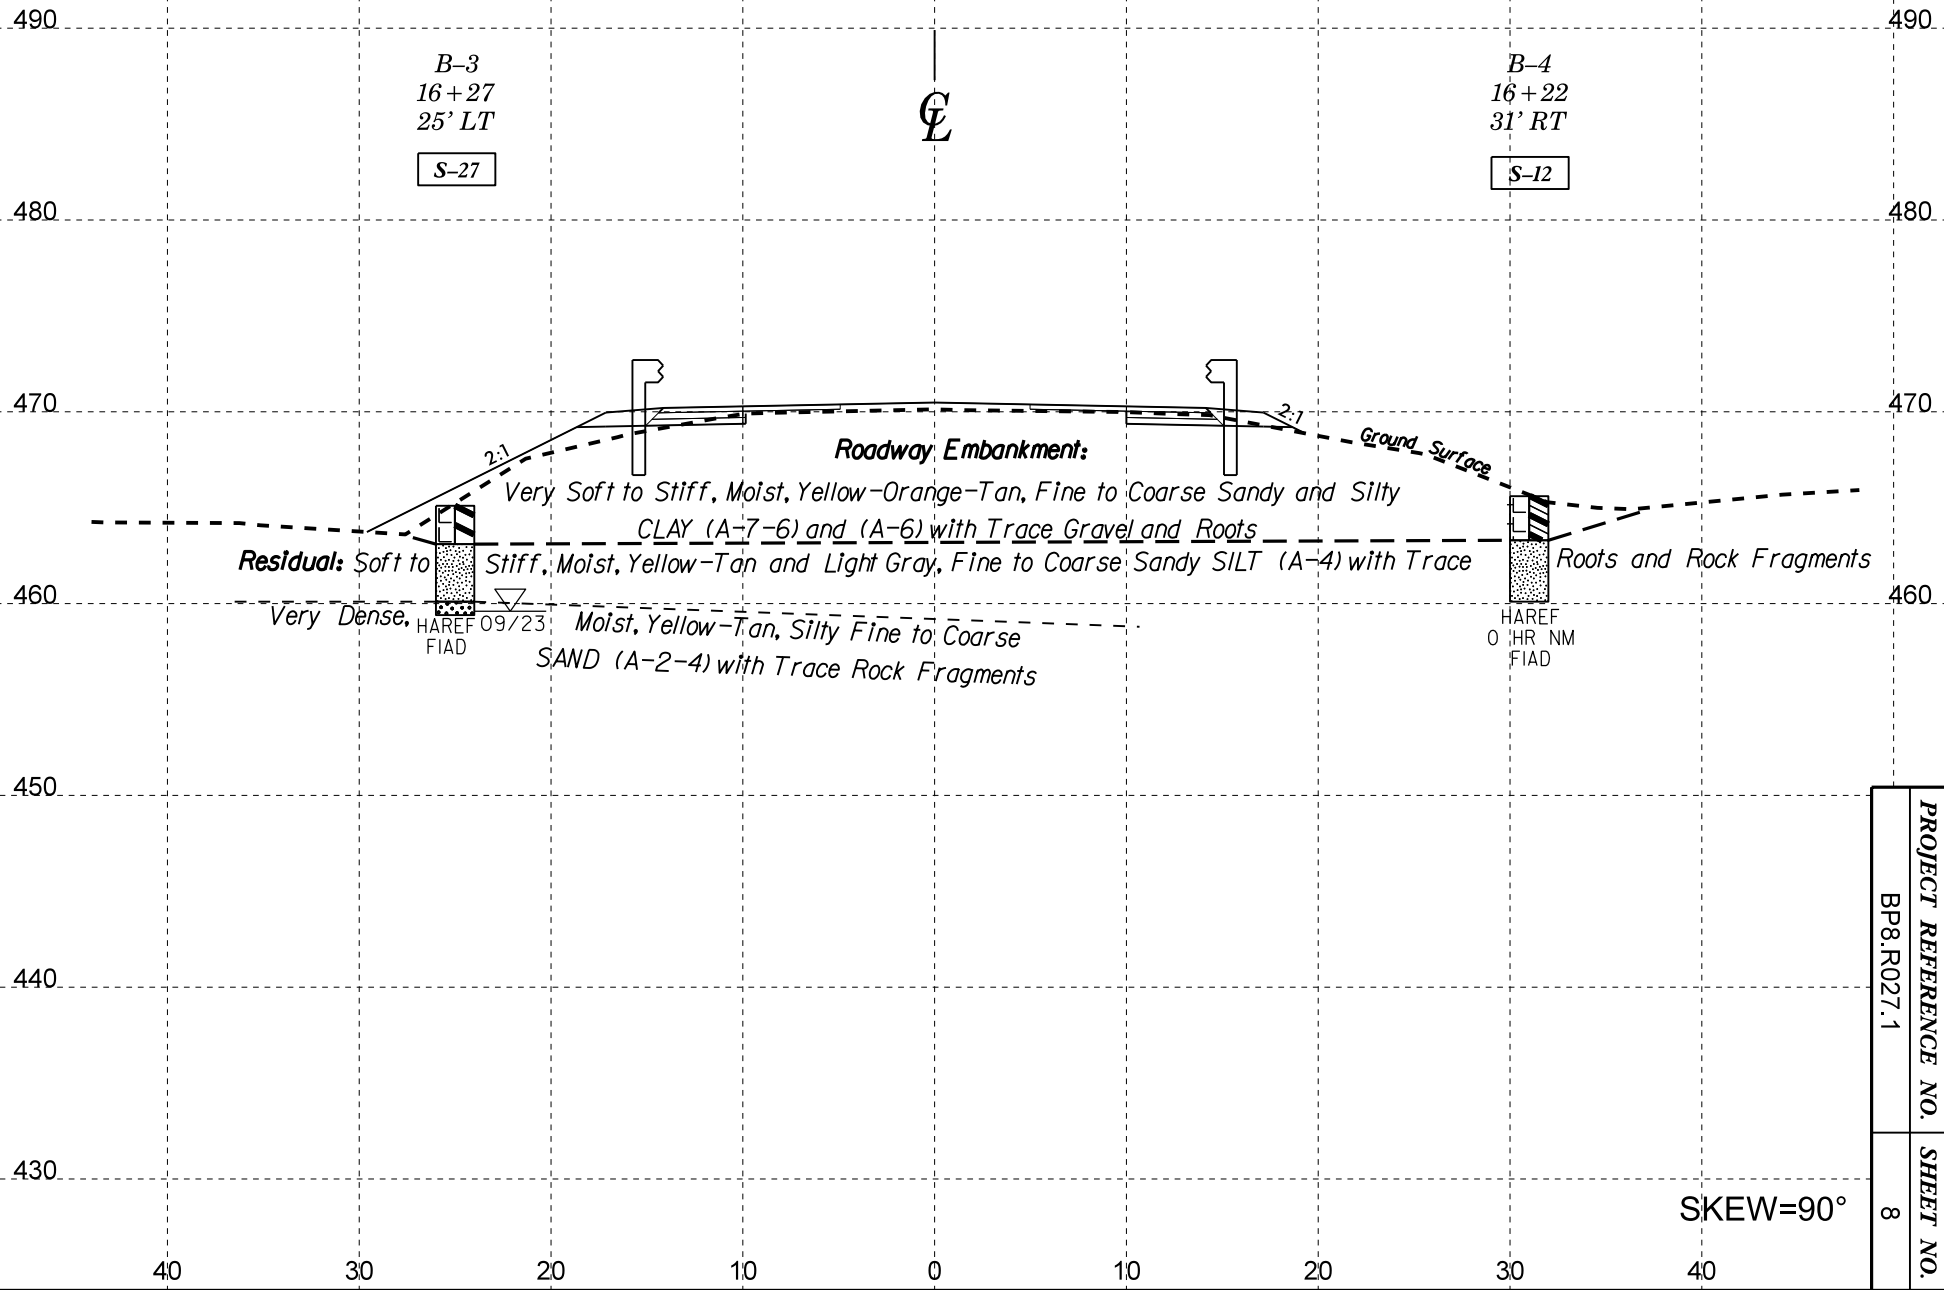 490
490
B-3
16+27
25' LT
S-27
℄
B-4
16+22
31' RT
S-12
480
480
470
470
2:1
2:1
Ground Surface
Roadway Embankment:
Very Soft to Stiff, Moist, Yellow-Orange-Tan, Fine to Coarse Sandy and Silty
CLAY (A-7-6) and (A-6) with Trace Gravel and Roots
Residual: Soft to Stiff, Moist, Yellow-Tan and Light Gray, Fine to Coarse Sandy SILT (A-4) with Trace Roots and Rock Fragments
460
460
Very Dense, Moist, Yellow-Tan, Silty Fine to Coarse
SAND (A-2-4) with Trace Rock Fragments
HAREF
FIAD
09/23
HAREF
0 HR NM
FIAD
450
440
430
SKEW=90°
40 30 20 10 0 10 20 30 40
PROJECT REFERENCE NO.
SHEET NO.
BP8.R027.1
8